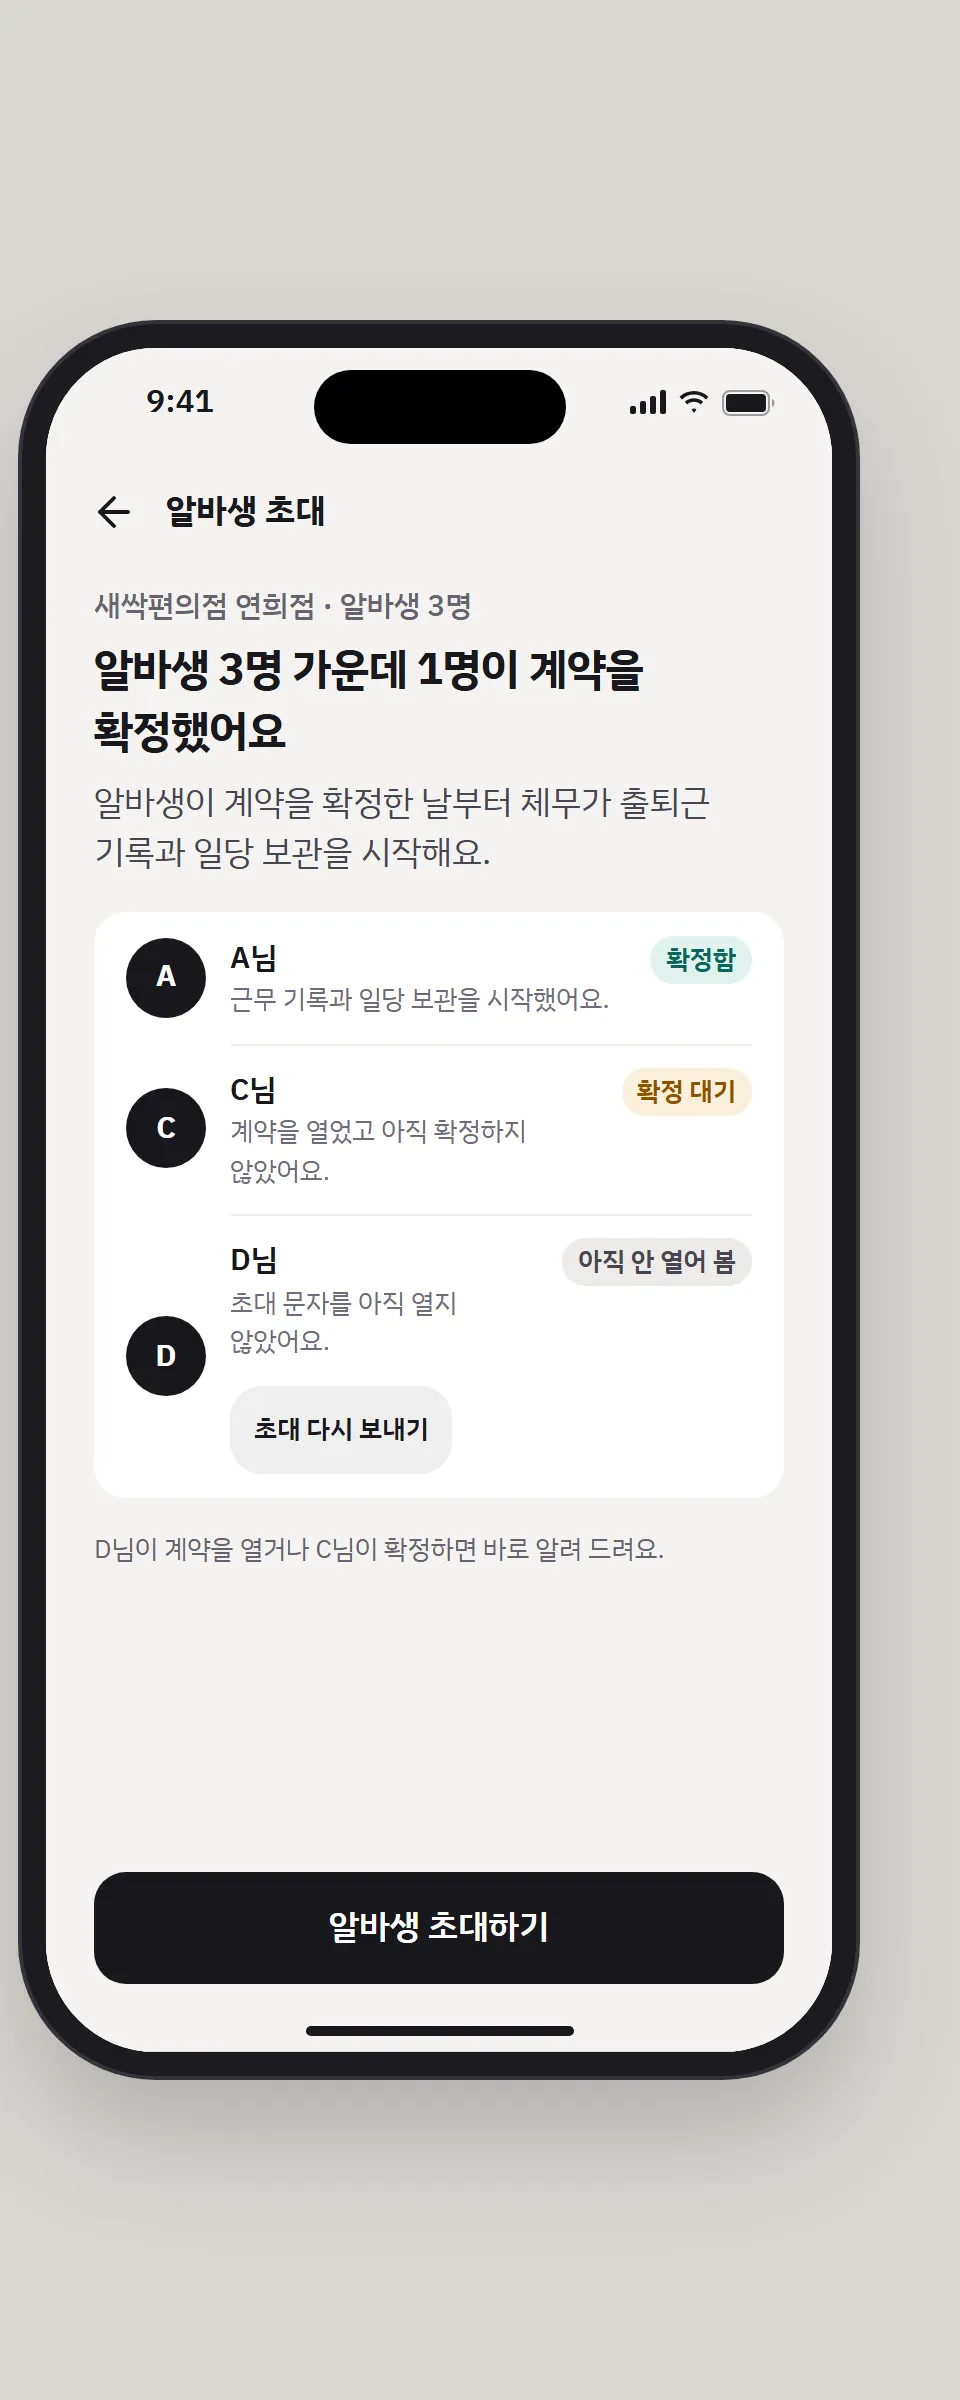 9:41
알바생 초대
새싹편의점 연희점 · 알바생 3명
알바생 3명 가운데 1명이 계약을
확정했어요
알바생이 계약을 확정한 날부터 체무가 출퇴근
기록과 일당 보관을 시작해요.
A
A님
확정함
근무 기록과 일당 보관을 시작했어요.
C
C님
확정 대기
계약을 열었고 아직 확정하지
않았어요.
D
D님
아직 안 열어 봄
초대 문자를 아직 열지
않았어요.
초대 다시 보내기
D님이 계약을 열거나 C님이 확정하면 바로 알려 드려요.
알바생 초대하기